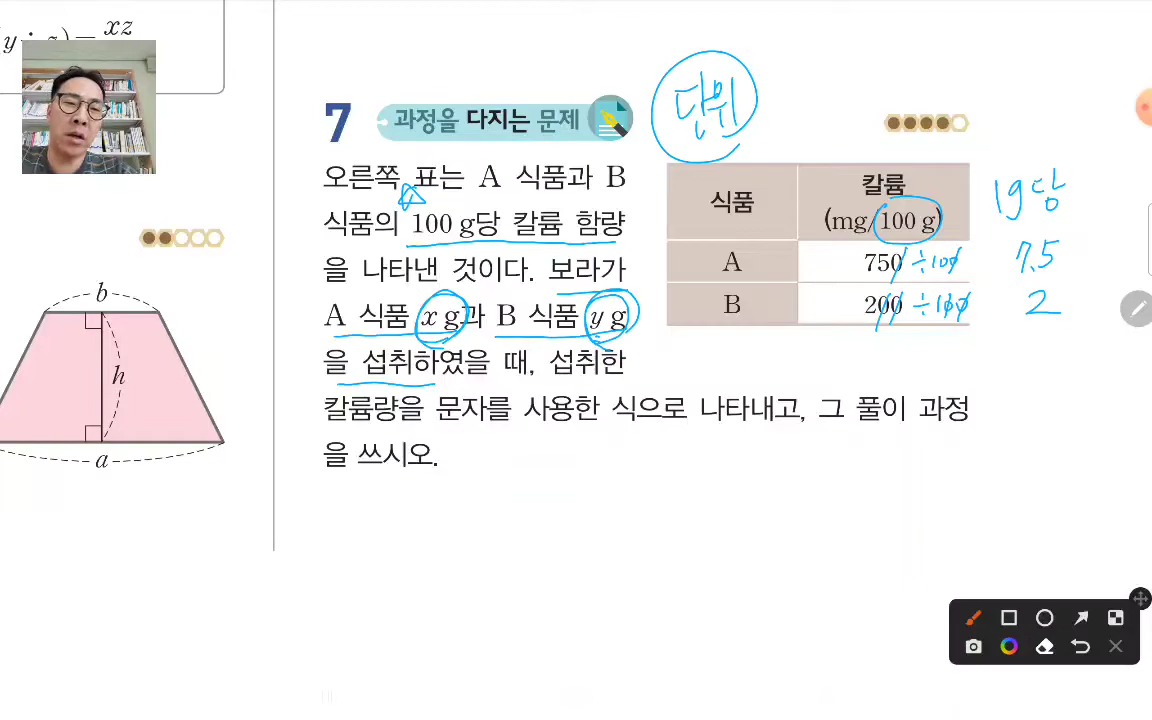 (y ÷ z) = xz
7 과정을 다지는 문제
단위
오른쪽 표는 A 식품과 B
식품의 100 g당 칼륨 함량
을 나타낸 것이다. 보라가
A 식품 x g과 B 식품 y g
을 섭취하였을 때, 섭취한
칼륨량을 문자를 사용한 식으로 나타내고, 그 풀이 과정
을 쓰시오.
식품 칼륨 (mg/100 g)
1g당
A 750 ÷100 7.5
B 200 ÷100 2
b
h
a